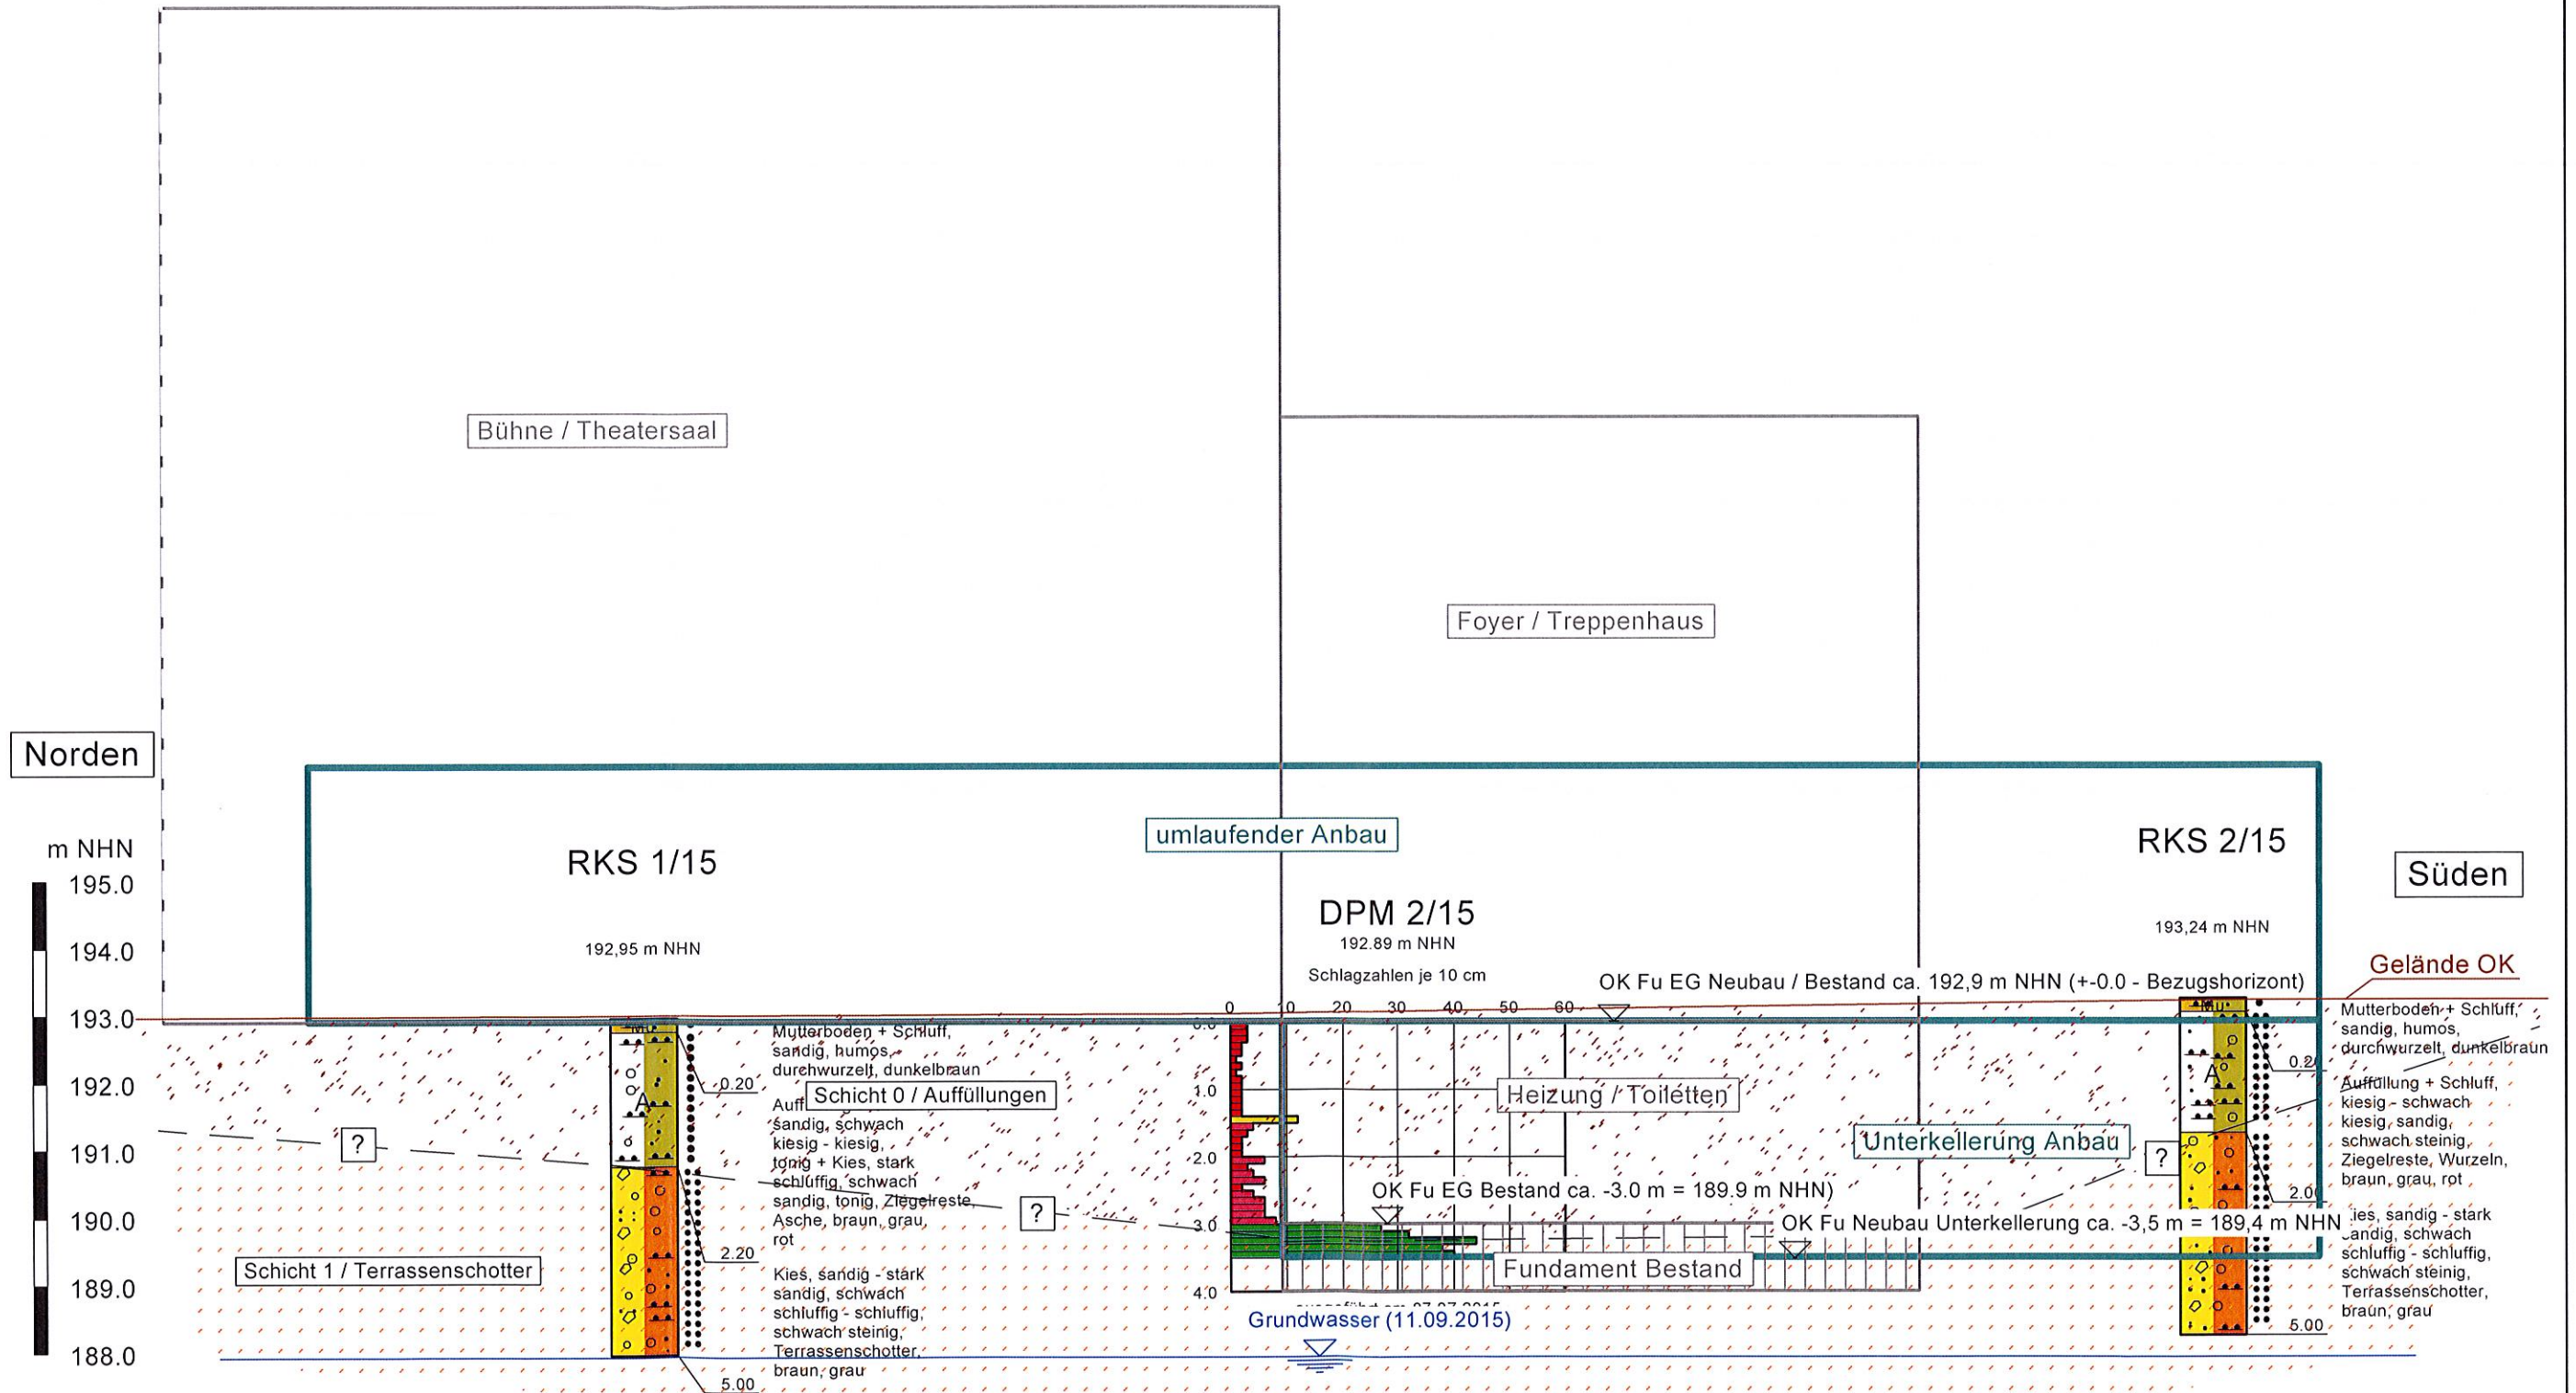 Bühne / Theatersaal
Foyer / Treppenhaus
Norden
umlaufender Anbau
RKS 1/15
192,95 m NHN
RKS 2/15
193,24 m NHN
Süden
m NHN
195.0
194.0
193.0
192.0
191.0
190.0
189.0
188.0
DPM 2/15
192.89 m NHN
Schlagzahlen je 10 cm
0 10 20 30 40 50 60
0.0
1.0
2.0
3.0
4.0
OK Fu EG Neubau / Bestand ca. 192,9 m NHN (+-0.0 - Bezugshorizont)
Gelände OK
Mu
A
Mutterboden + Schluff,
sandig, humos,
durchwurzelt, dunkelbraun
0.20
Schicht 0 / Auffüllungen
Auff
sandig, schwach
kiesig - kiesig,
tonig + Kies, stark
schluffig, schwach
sandig, tonig, Ziegelreste,
Asche, braun, grau,
rot
2.20
Kies, sandig - stark
sandig, schwach
schluffig - schluffig,
schwach steinig,
Terrassenschotter,
braun, grau
5.00
?
?
?
Schicht 1 / Terrassenschotter
Heizung / Toiletten
Unterkellerung Anbau
OK Fu EG Bestand ca. -3.0 m = 189.9 m NHN)
OK Fu Neubau Unterkellerung ca. -3,5 m = 189,4 m NHN
Fundament Bestand
Grundwasser (11.09.2015)
Mu
A
Mutterboden + Schluff,
sandig, humos,
durchwurzelt, dunkelbraun
0.20
Auffüllung + Schluff,
kiesig - schwach
kiesig, sandig,
schwach steinig,
Ziegelreste, Wurzeln,
braun, grau, rot
2.00
ies, sandig - stark
sandig, schwach
schluffig - schluffig,
schwach steinig,
Terrassenschotter,
braun, grau
5.00